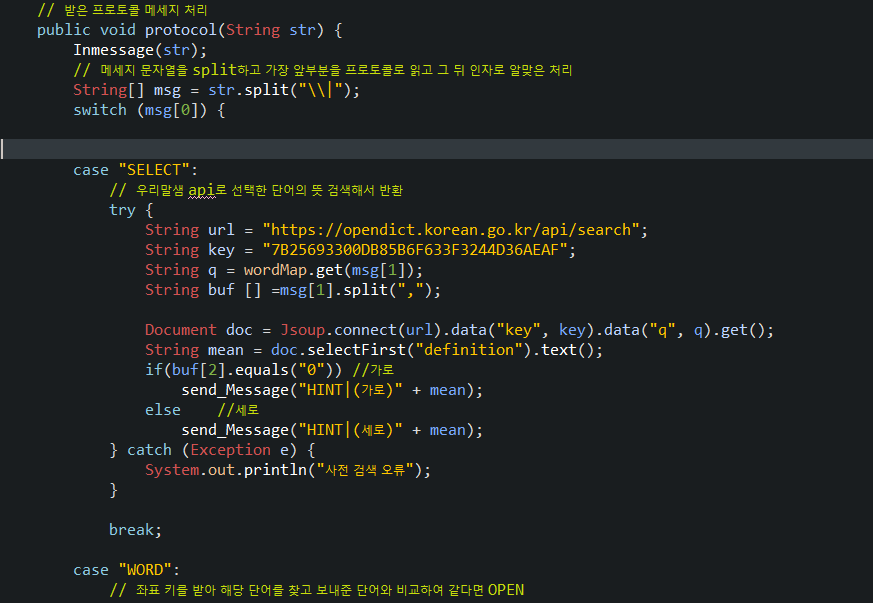 // 받은 프로토콜 메세지 처리
public void protocol(String str) {
Inmessage(str);
// 메세지 문자열을 split하고 가장 앞부분을 프로토콜로 읽고 그 뒤 인자로 알맞은 처리
String[] msg = str.split("\\|");
switch (msg[0]) {
case "SELECT":
// 우리말샘 api로 선택한 단어의 뜻 검색해서 반환
try {
String url = "https://opendict.korean.go.kr/api/search";
String key = "7B25693300DB85B6F633F3244D36AEAF";
String q = wordMap.get(msg[1]);
String buf [] =msg[1].split(",");
Document doc = Jsoup.connect(url).data("key", key).data("q", q).get();
String mean = doc.selectFirst("definition").text();
if(buf[2].equals("0")) //가로
send_Message("HINT|(가로)" + mean);
else //세로
send_Message("HINT|(세로)" + mean);
} catch (Exception e) {
System.out.println("사전 검색 오류");
}
break;
case "WORD":
// 좌표 키를 받아 해당 단어를 찾고 보내준 단어와 비교하여 같다면 OPEN